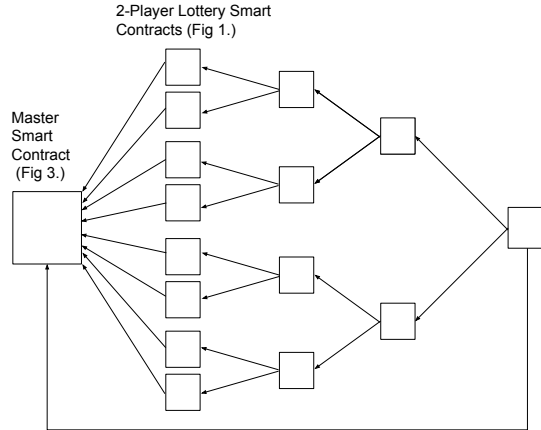 2-Player Lottery Smart
Contracts (Fig 1.)
Master
Smart
Contract
(Fig 3.)